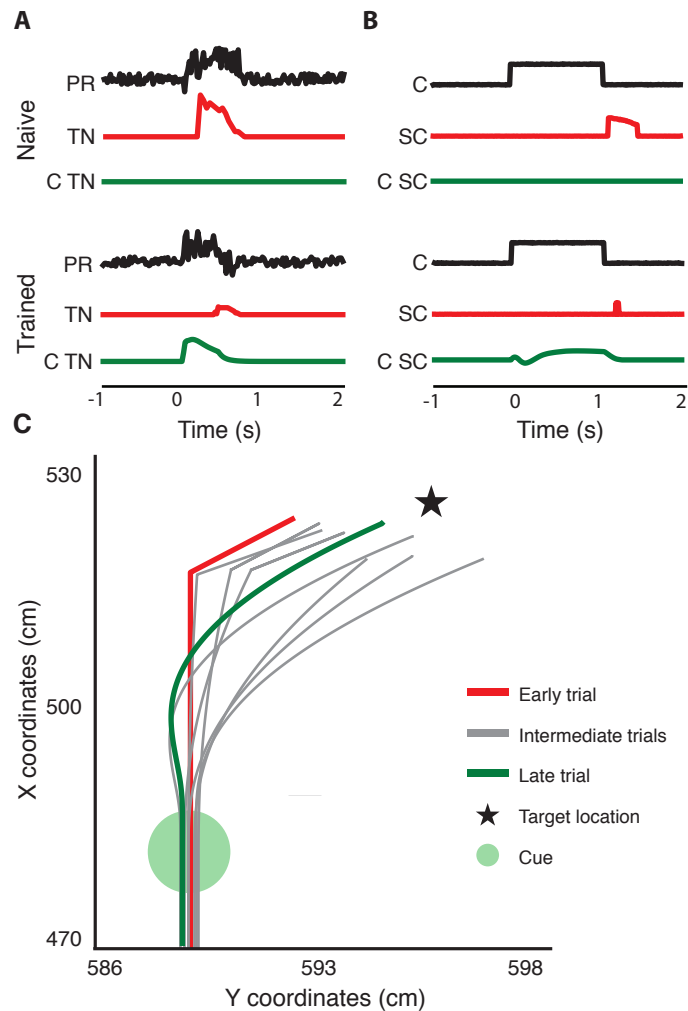 A
B
Naive
PR
TN
C TN
C
SC
C SC
Trained
PR
TN
C TN
C
SC
C SC
-1 0 1 2
-1 0 1 2
Time (s)
Time (s)
C
530
500
470
X coordinates (cm)
Early trial
Intermediate trials
Late trial
Target location
Cue
586 593 598
Y coordinates (cm)